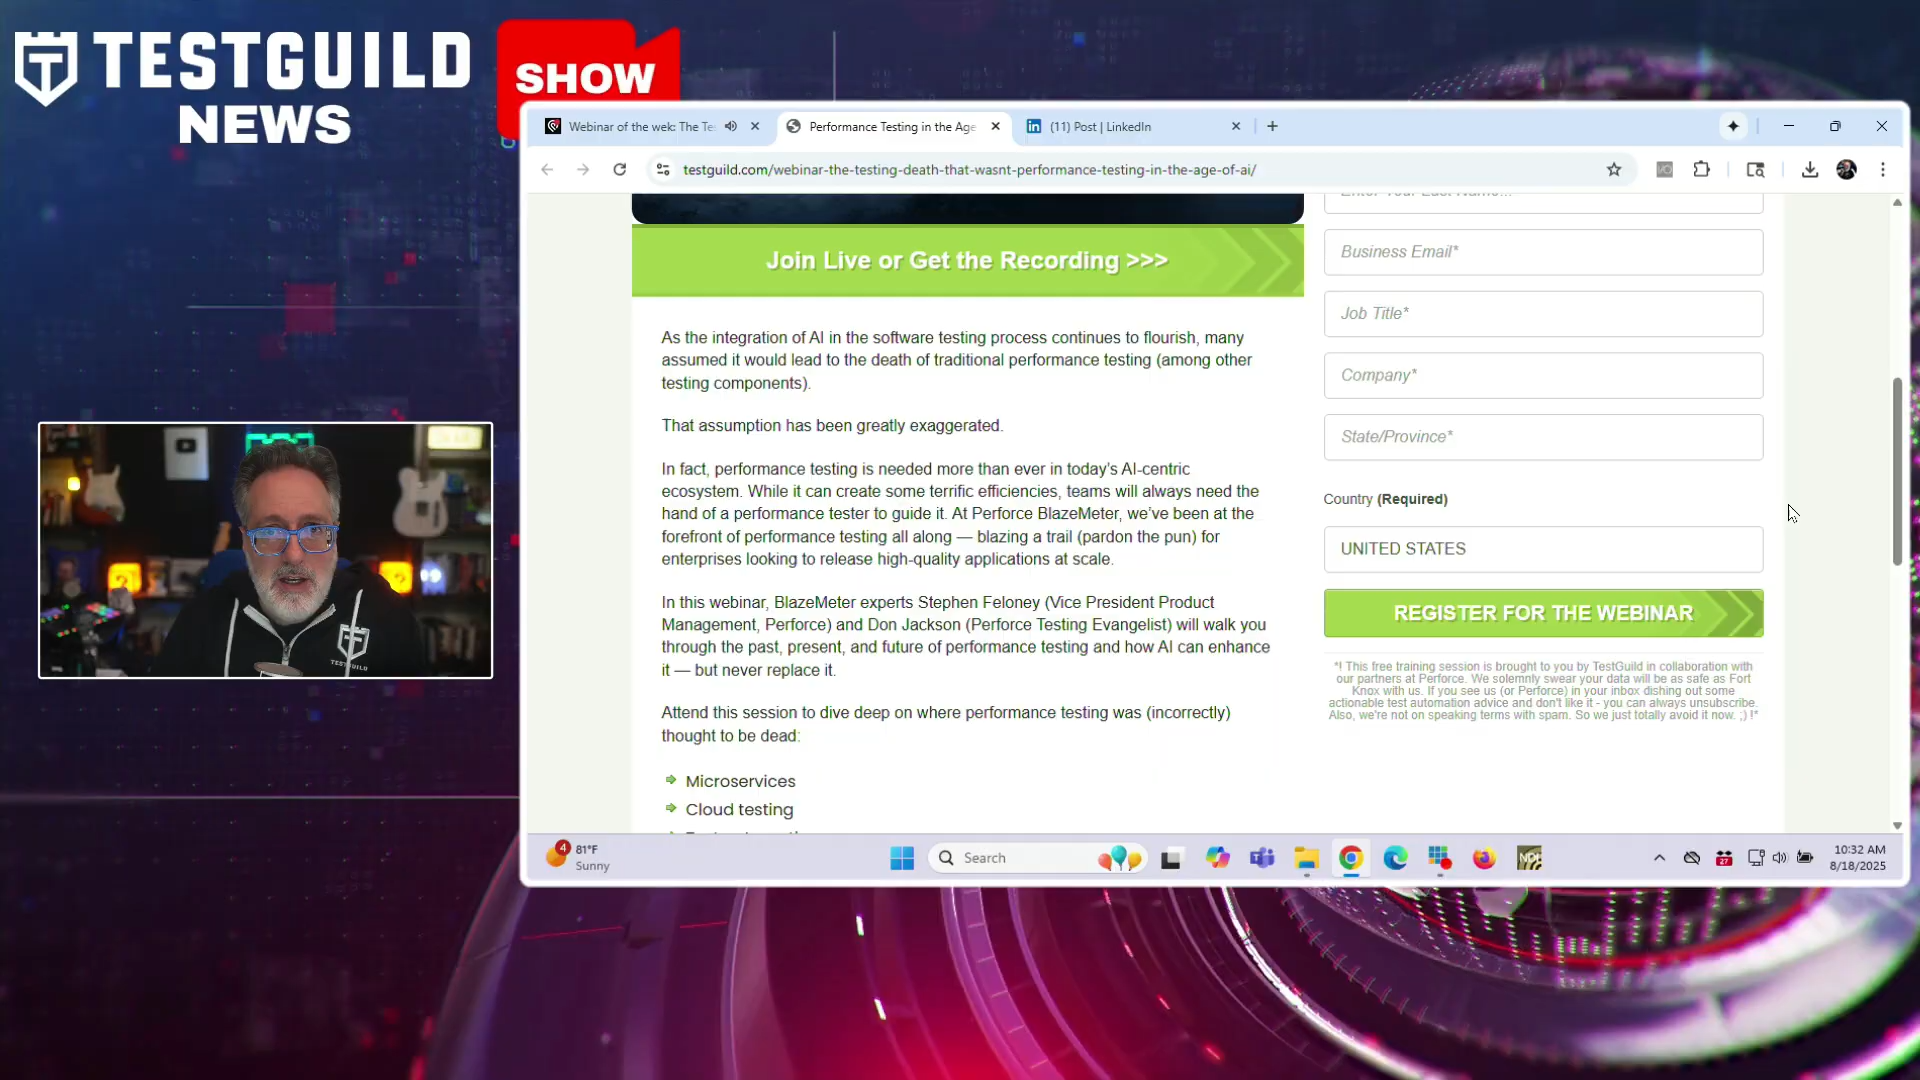 TESTGUILD
NEWS
SHOW
Webinar of the wek: The Te
Performance Testing in the Age
(11) Post | LinkedIn
testguild.com/webinar-the-testing-death-that-wasnt-performance-testing-in-the-age-of-ai/
Enter Your Last Name...
Join Live or Get the Recording >>>
Business Email*
Job Title*
As the integration of AI in the software testing process continues to flourish, many
assumed it would lead to the death of traditional performance testing (among other
testing components).
Company*
That assumption has been greatly exaggerated.
State/Province*
In fact, performance testing is needed more than ever in today's AI-centric
ecosystem. While it can create some terrific efficiencies, teams will always need the
hand of a performance tester to guide it. At Perforce BlazeMeter, we've been at the
forefront of performance testing all along — blazing a trail (pardon the pun) for
enterprises looking to release high-quality applications at scale.
Country (Required)
UNITED STATES
In this webinar, BlazeMeter experts Stephen Feloney (Vice President Product
Management, Perforce) and Don Jackson (Perforce Testing Evangelist) will walk you
through the past, present, and future of performance testing and how AI can enhance
it — but never replace it.
REGISTER FOR THE WEBINAR
*! This free training session is brought to you by TestGuild in collaboration with
our partners at Perforce. We solemnly swear your data will be as safe as Fort
Knox with us. If you see us (or Perforce) in your inbox dishing out some
actionable test automation advice and don't like it - you can always unsubscribe.
Also, we're not on speaking terms with spam. So we just totally avoid it now. ;) !*
Attend this session to dive deep on where performance testing was (incorrectly)
thought to be dead:
Microservices
Cloud testing
TESTGUILD
4
81°F
Sunny
Search
27
10:32 AM
8/18/2025